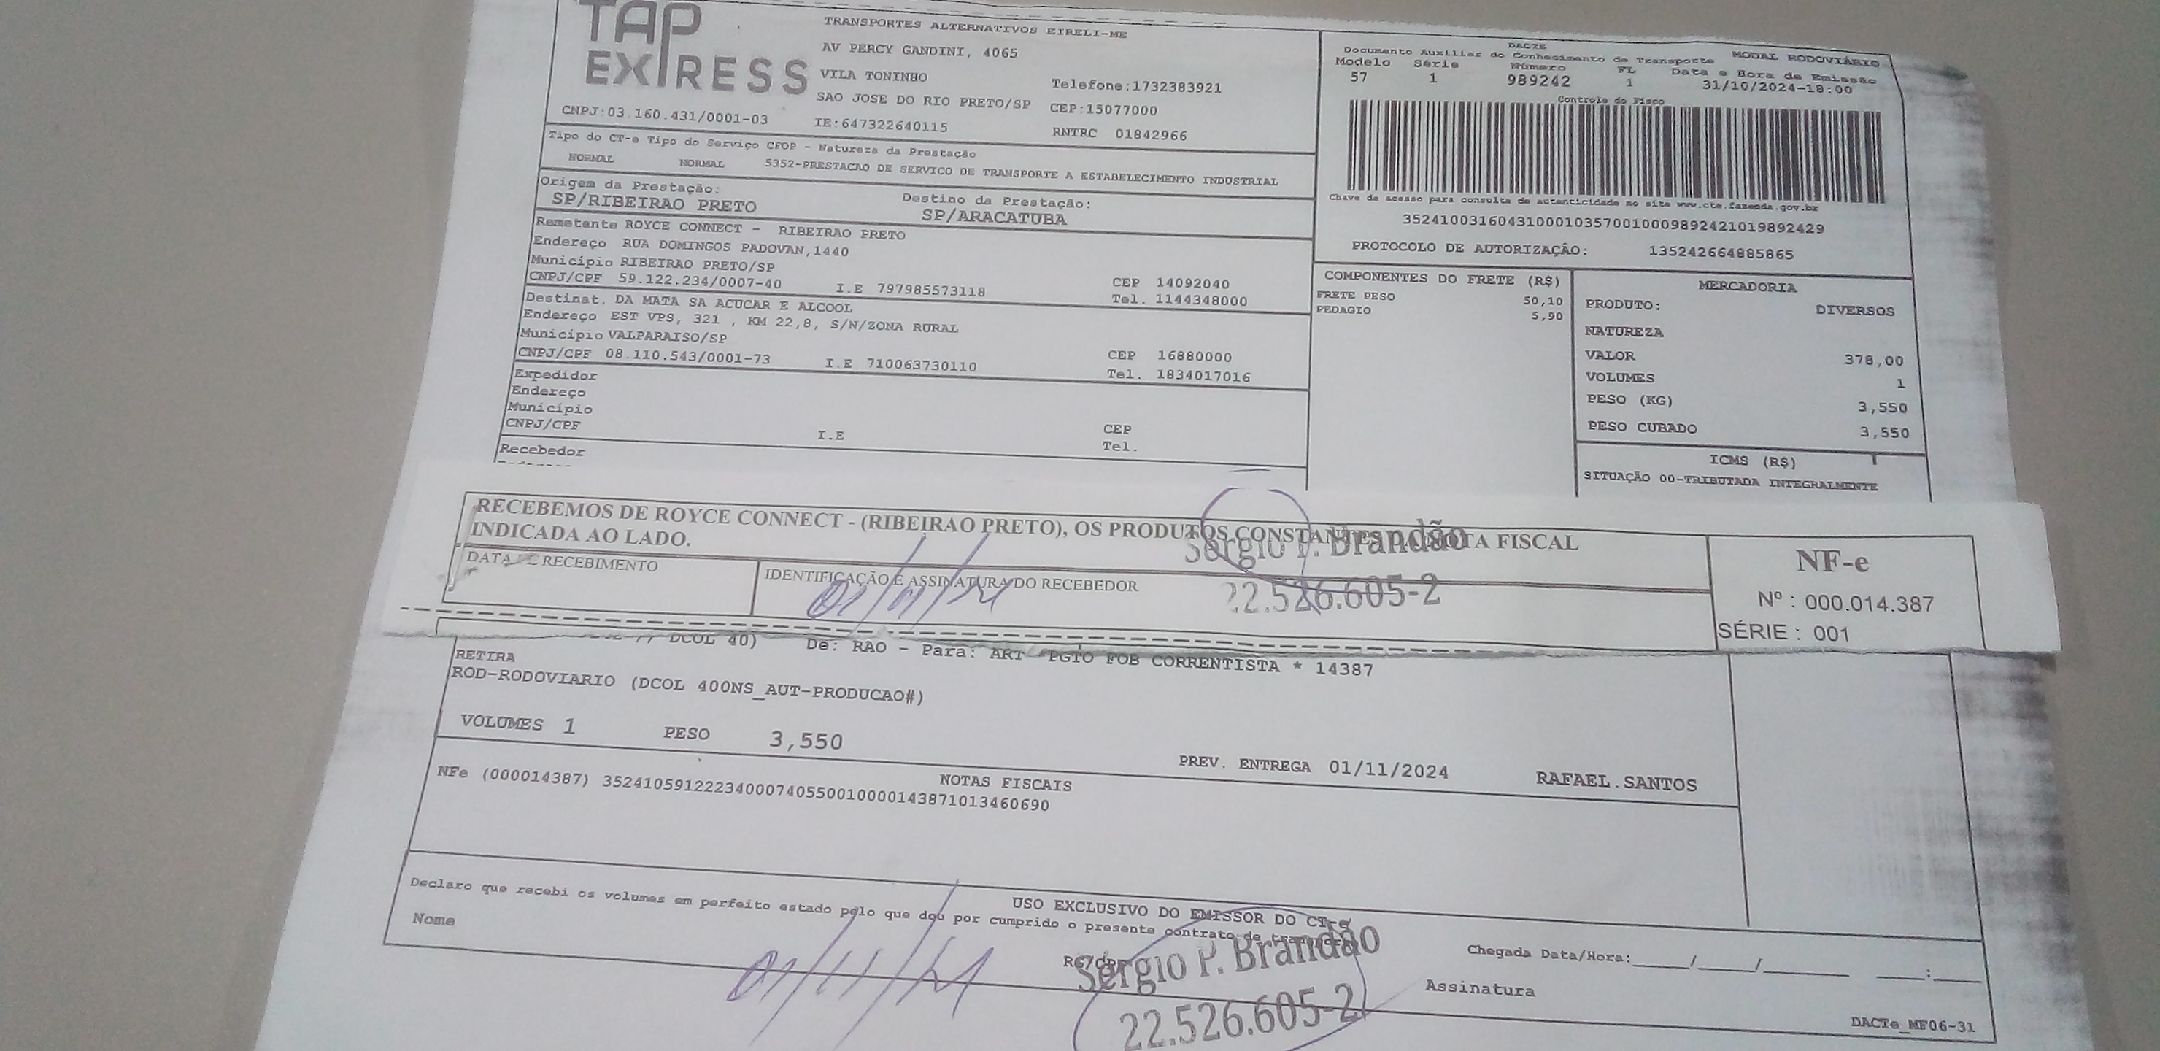 TAP EXPRESS
TRANSPORTES ALTERNATIVOS EIRELI-ME
AV PERCY GANDINI, 4065
VILA TONINHO
Telefone:1732383921
SAO JOSE DO RIO PRETO/SP CEP:15077000
CNPJ:03.160.431/0001-03 IE:647322640115 RNTRC 01842966
DACTE
Documento Auxiliar do Conhecimento de Transporte MODAL RODOVIÁRIO
Modelo Série Número FL Data e Hora de Emissão
57 1 989242 1 31/10/2024-18:00
Controle do Fisco
Chave de acesso para consulta de autenticidade no site www.cte.fazenda.gov.br
35241003160431000103570010009892421019892429
PROTOCOLO DE AUTORIZAÇÃO: 135242664885865
Tipo do CT-e Tipo do Serviço CFOP - Natureza da Prestação
NORMAL NORMAL 5352-PRESTACAO DE SERVICO DE TRANSPORTE A ESTABELECIMENTO INDUSTRIAL
Origem da Prestação: Destino da Prestação:
SP/RIBEIRAO PRETO SP/ARACATUBA
Remetente ROYCE CONNECT - RIBEIRAO PRETO
Endereço RUA DOMINGOS PADOVAN,1440
Município RIBEIRAO PRETO/SP CEP 14092040
CNPJ/CPF 59.122.234/0007-40 I.E 797985573118 Tel. 1144348000
Destinat. DA MATA SA ACUCAR E ALCOOL
Endereço EST VPS, 321 , KM 22,8, S/N/ZONA RURAL
Município VALPARAISO/SP CEP 16880000
CNPJ/CPF 08.110.543/0001-73 I.E 710063730110 Tel. 1834017016
Expedidor
Endereço
Município CEP
CNPJ/CPF I.E Tel.
Recebedor
COMPONENTES DO FRETE (R$)
FRETE PESO 50,10
PEDAGIO 5,90
MERCADORIA
PRODUTO: DIVERSOS
NATUREZA
VALOR 378,00
VOLUMES 1
PESO (KG) 3,550
PESO CUBADO 3,550
ICMS (R$)
SITUAÇÃO 00-TRIBUTADA INTEGRALMENTE
RECEBEMOS DE ROYCE CONNECT - (RIBEIRAO PRETO), OS PRODUTOS CONSTANTES NOTA FISCAL
INDICADA AO LADO.
DATA DE RECEBIMENTO
IDENTIFICAÇÃO E ASSINATURA DO RECEBEDOR
01/11/24
Sergio P. Brandão
22.526.605-2
NF-e
Nº : 000.014.387
SÉRIE : 001
DCOL 40) De: RAO - Para: ART *PGTO FOB CORRENTISTA * 14387
RETIRA
ROD-RODOVIARIO (DCOL 400NS_AUT-PRODUCAO#)
VOLUMES 1 PESO 3,550
PREV. ENTREGA 01/11/2024 RAFAEL.SANTOS
NOTAS FISCAIS
NFe (000014387) 35241059122234000740550010000143871013460690
USO EXCLUSIVO DO EMISSOR DO CT-e
Declaro que recebi os volumes em perfeito estado pelo que dou por cumprido o presente contrato de
Nome RG/CPF Chegada Data/Hora:_____/_____/________ ____:____
Assinatura
01/11/24
Sergio P. Brandão
22.526.605-2
DACTe_MF06-31